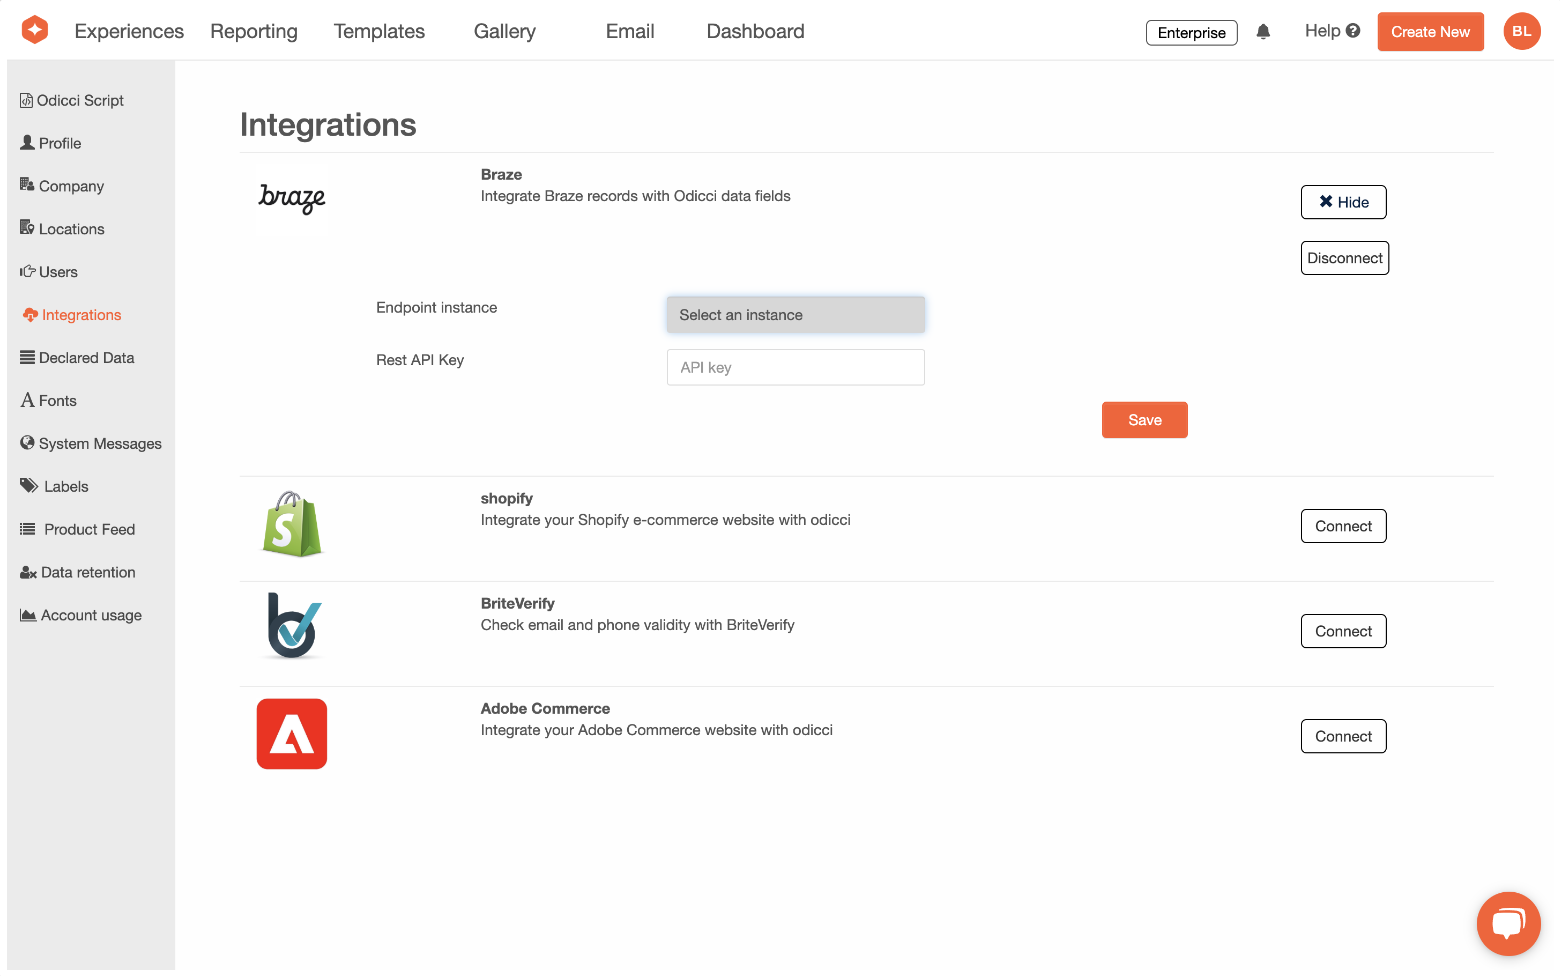 Experiences Reporting Templates Gallery Email Dashboard Enterprise Help Create New BL
Odicci Script
Profile
Company
Locations
Users
Integrations
Declared Data
Fonts
System Messages
Labels
Product Feed
Data retention
Account usage
Integrations
braze
Braze
Integrate Braze records with Odicci data fields
Hide
Disconnect
Endpoint instance Select an instance
Rest API Key API key
Save
shopify
Integrate your Shopify e-commerce website with odicci
Connect
BriteVerify
Check email and phone validity with BriteVerify
Connect
Adobe Commerce
Integrate your Adobe Commerce website with odicci
Connect